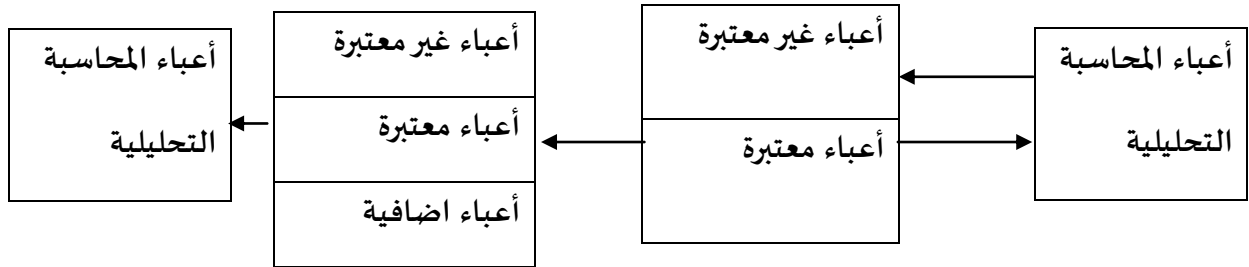 أعباء المحاسبة
التحليلية
أعباء غير معتبرة
أعباء معتبرة
أعباء غير معتبرة
أعباء معتبرة
أعباء اضافية
أعباء المحاسبة
التحليلية